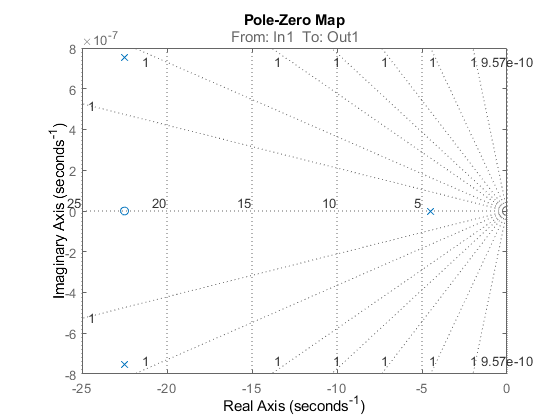 Pole-Zero Map
From: In1 To: Out1
×10⁻⁷
8
1 1 1 1 1 1 9.57e-10
6
1
4
2
25 20 15 10 5
0
-2
-4
1
-6
1 1 1 1 1 1 9.57e-10
-8
-25 -20 -15 -10 -5 0
Real Axis (seconds⁻¹)
Imaginary Axis (seconds⁻¹)